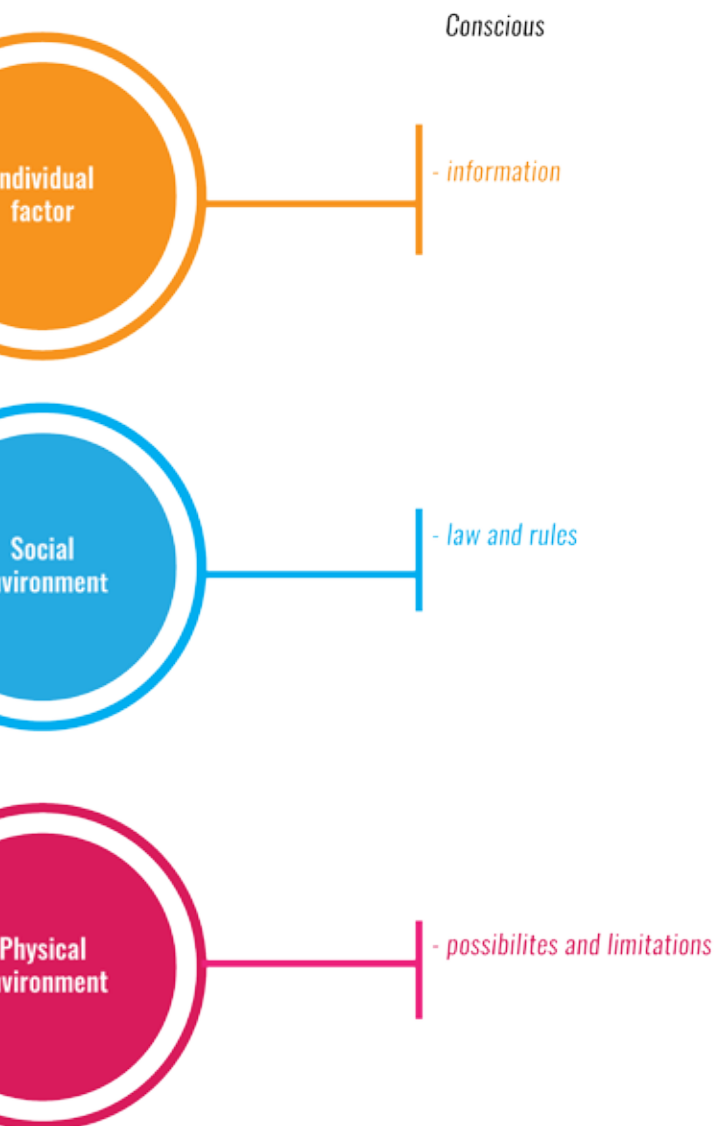 Conscious
ndividual
factor
- information
Social
vironment
- law and rules
Physical
vironment
- possibilites and limitations